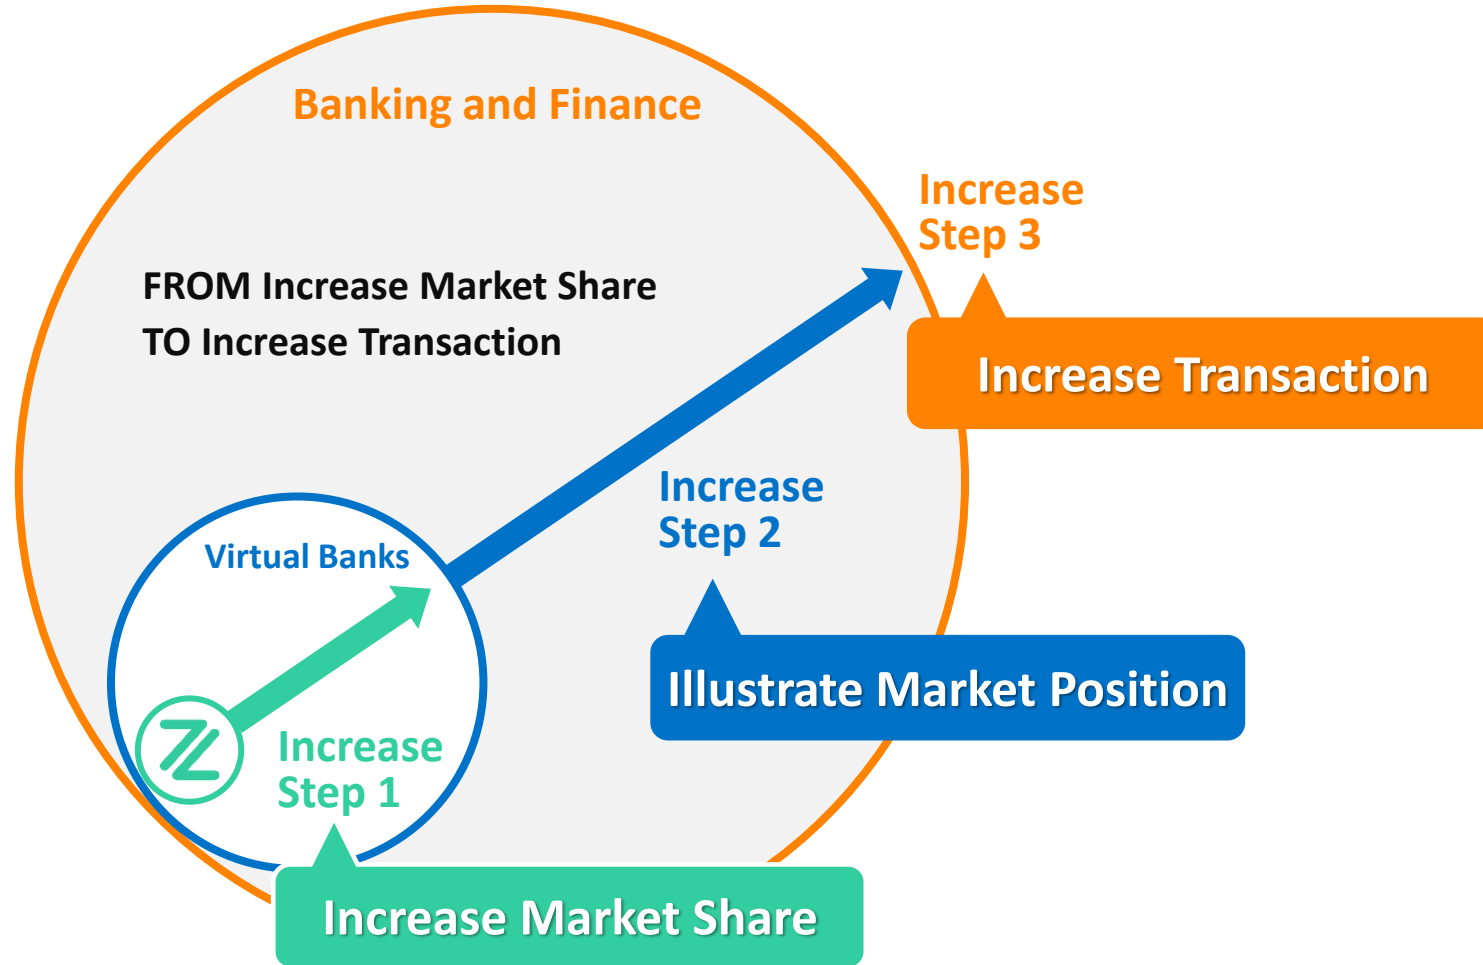 Banking and Finance
Increase
Step 3
FROM Increase Market Share
TO Increase Transaction
Increase Transaction
Increase
Step 2
Virtual Banks
Illustrate Market Position
Increase
Step 1
Increase Market Share